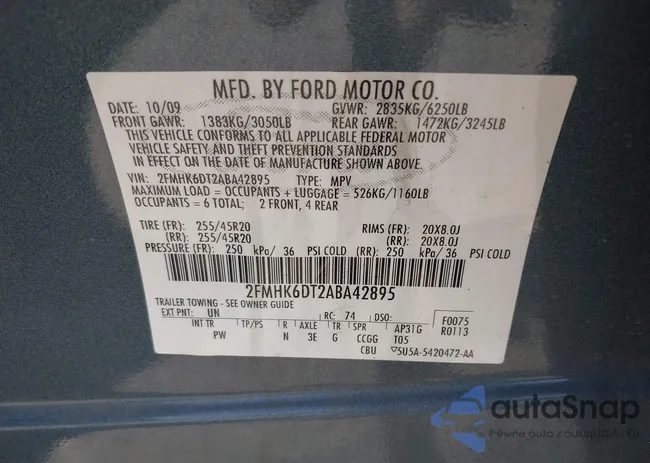 MFD. BY FORD MOTOR CO.
DATE: 10/09 GVWR: 2835KG/6250LB
FRONT GAWR: 1383KG/3050LB REAR GAWR: 1472KG/3245LB
THIS VEHICLE CONFORMS TO ALL APPLICABLE FEDERAL MOTOR
VEHICLE SAFETY AND THEFT PREVENTION STANDARDS
IN EFFECT ON THE DATE OF MANUFACTURE SHOWN ABOVE.
VIN: 2FMHK6DT2ABA42895 TYPE: MPV
MAXIMUM LOAD = OCCUPANTS + LUGGAGE = 526KG/1160LB
OCCUPANTS = 6 TOTAL; 2 FRONT, 4 REAR
TIRE (FR): 255/45R20 RIMS (FR): 20X8.0J
(RR): 255/45R20 (RR): 20X8.0J
PRESSURE (FR): 250 kPa/ 36 PSI COLD (RR): 250 kPa/ 36 PSI COLD
2FMHK6DT2ABA42895
TRAILER TOWING - SEE OWNER GUIDE
EXT PNT: UN RC: 74 DSO: F0075
INT TR TP/PS R AXLE TR SPR AP31G R0113
PW N 3E G CCGG T05
CBU 5U5A-5420472-AA
autoSnap
Pewne auta z aukcji USA i EU